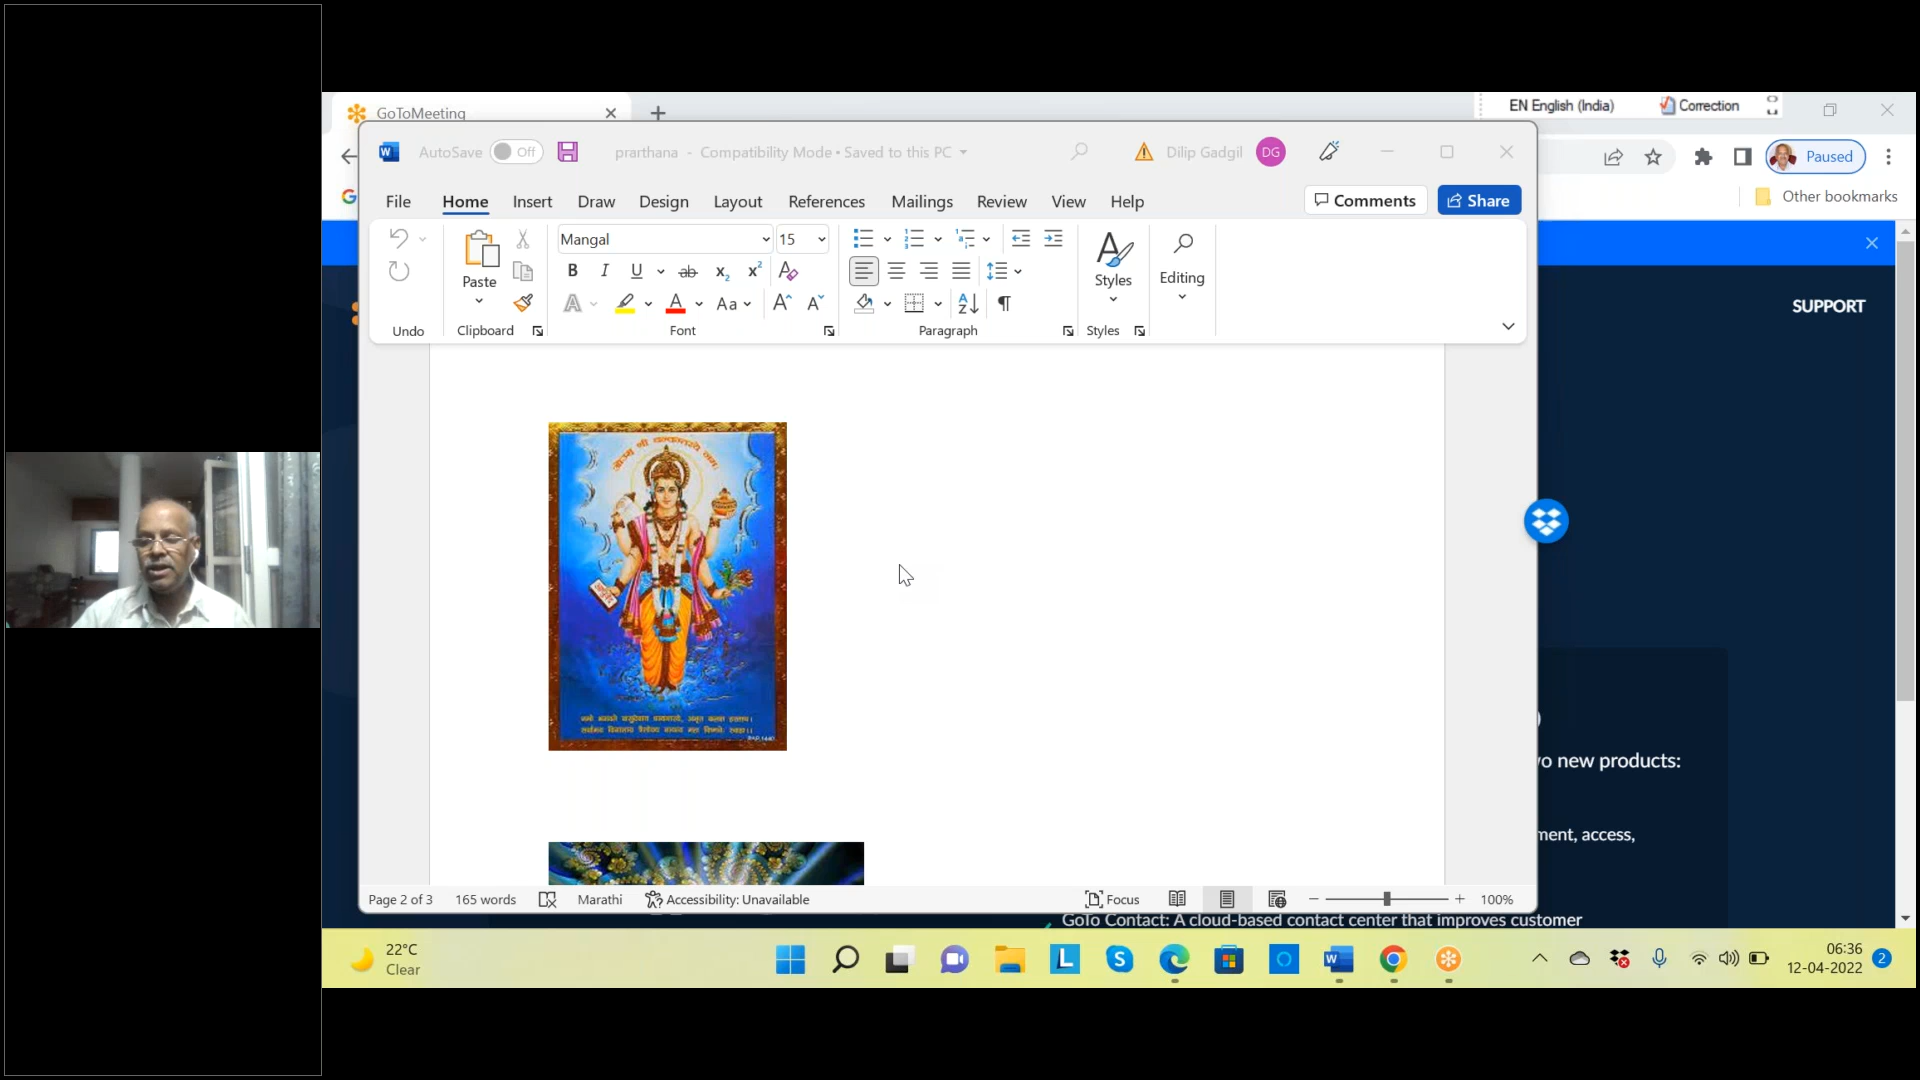 GoToMeeting
EN English (India)
Correction
AutoSave
Off
prarthana - Compatibility Mode • Saved to this PC
Dilip Gadgil
DG
Paused
Other bookmarks
File
Home
Insert
Draw
Design
Layout
References
Mailings
Review
View
Help
Comments
Share
Mangal
15
Paste
Styles
Editing
Undo
Clipboard
Font
Paragraph
Styles
SUPPORT
आयुर्वेद
wo new products:
ment, access,
GoTo Contact: A cloud-based contact center that improves customer
Page 2 of 3
165 words
Marathi
Accessibility: Unavailable
Focus
100%
22°C
Clear
06:36
12-04-2022
2